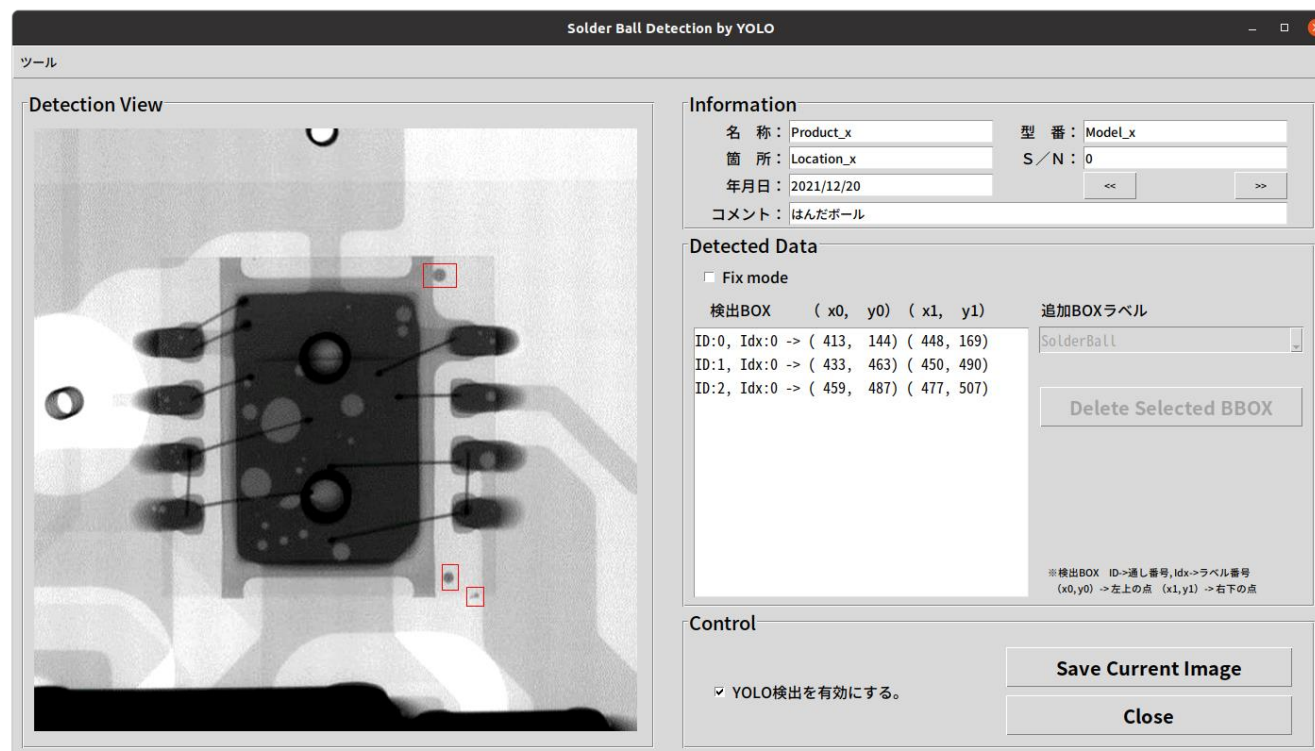 Solder Ball Detection by YOLO
ツール
Detection View
Information
名　称： Product_x
型　番： Model_x
箇　所： Location_x
Ｓ／Ｎ： 0
年月日： 2021/12/20
<< >>
コメント： はんだボール
Detected Data
Fix mode
検出BOX ( x0, y0) ( x1, y1)
追加BOXラベル
ID:0, Idx:0 -> ( 413, 144) ( 448, 169)
ID:1, Idx:0 -> ( 433, 463) ( 450, 490)
ID:2, Idx:0 -> ( 459, 487) ( 477, 507)
SolderBall
Delete Selected BBOX
※検出BOX ID->通し番号,Idx->ラベル番号
(x0,y0) ->左上の点 (x1,y1) ->右下の点
Control
YOLO検出を有効にする。
Save Current Image
Close